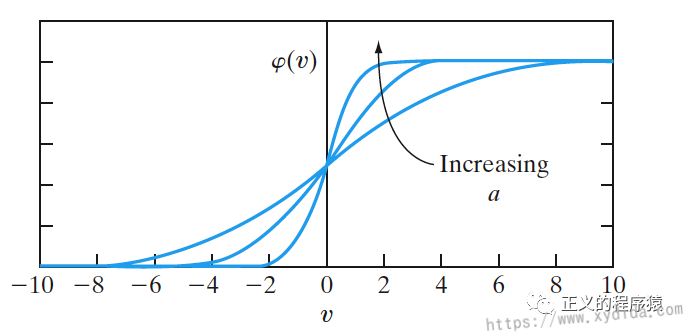 φ(v)
Increasing
a
−10 −8 −6 −4 −2 0 2 4 6 8 10
v
正义的程序猿
https://www.xydida.com